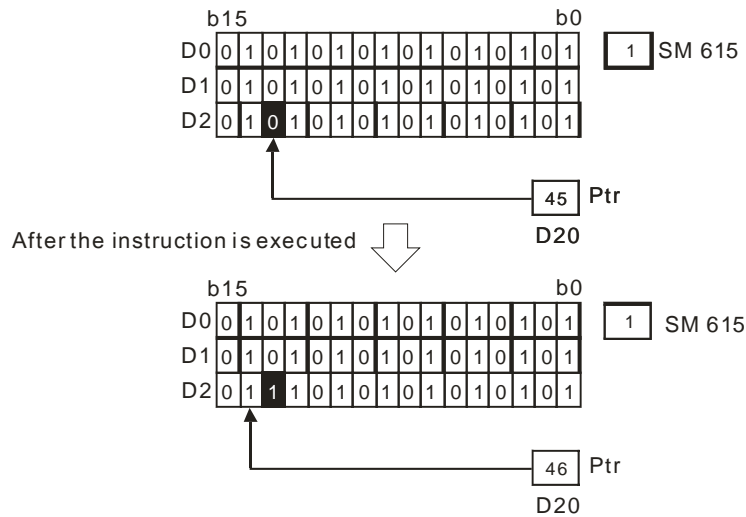 b15 b0
D0 0 1 0 1 0 1 0 1 0 1 0 1 0 1 0 1 1 SM 615
D1 0 1 0 1 0 1 0 1 0 1 0 1 0 1 0 1
D2 0 1 0 1 0 1 0 1 0 1 0 1 0 1 0 1
45 Ptr
D20
After the instruction is executed
b15 b0
D0 0 1 0 1 0 1 0 1 0 1 0 1 0 1 0 1 1 SM 615
D1 0 1 0 1 0 1 0 1 0 1 0 1 0 1 0 1
D2 0 1 1 1 0 1 0 1 0 1 0 1 0 1 0 1
46 Ptr
D20